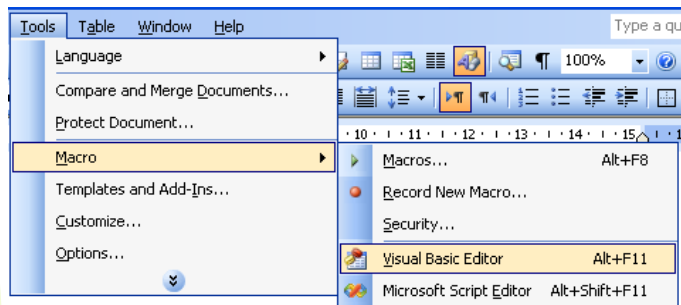 Tools Table Window Help Type a qu
Language
100%
Compare and Merge Documents...
Protect Document...
· 10 · ı · 11 · ı · 12 · ı · 13 · ı · 14 · ı · 15 · ı · 1
Macro
Macros... Alt+F8
Templates and Add-Ins...
Record New Macro...
Customize...
Security...
Options...
Visual Basic Editor Alt+F11
Microsoft Script Editor Alt+Shift+F11